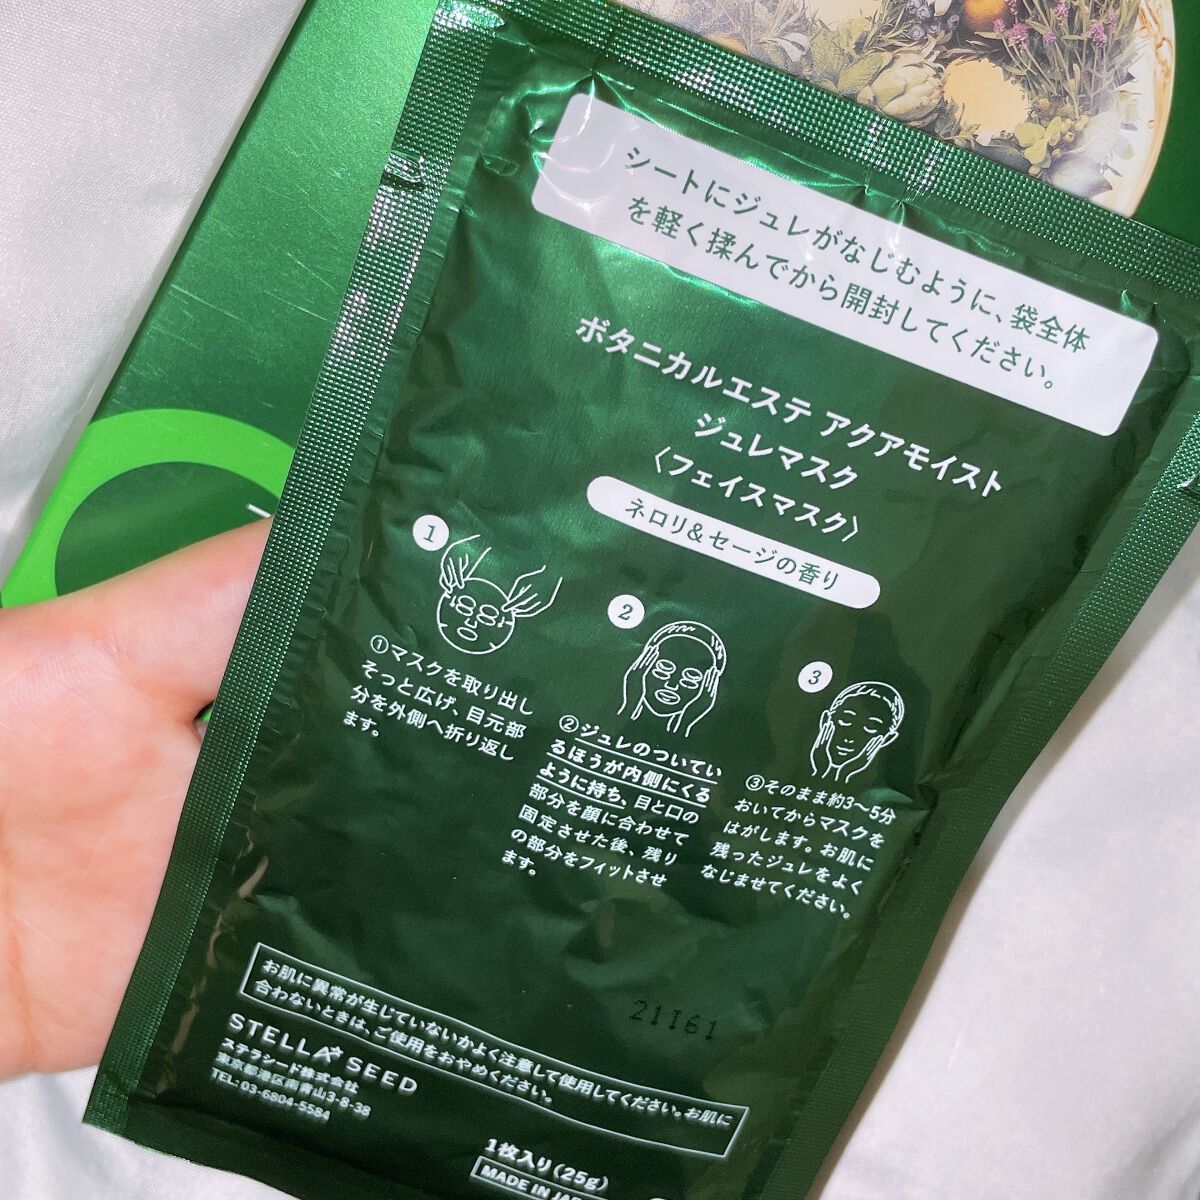 シートにジュレがなじむように、袋全体
を軽く揉んでから開封してください。
ボタニカルエステ アクアモイスト
ジュレマスク
〈フェイスマスク〉
ネロリ&セージの香り
1
①マスクを取り出し
そっと広げ、目元部
分を外側へ折り返し
ます。
2
②ジュレのついてい
るほうが内側にくる
ように持ち、目と口の
部分を顔に合わせて
固定させた後、残り
の部分をフィットさせ
ます。
3
③そのまま約3〜5分
おいてからマスクを
はがします。お肌に
残ったジュレをよく
なじませてください。
21I61
お肌に異常が生じていないかよく注意して使用してください。お肌に
合わないときは、ご使用をおやめください。
STELLA SEED
ステラシード株式会社
東京都港区南青山3-8-38
TEL:03-6804-5584
1枚入り(25g)
MADE IN JAPAN